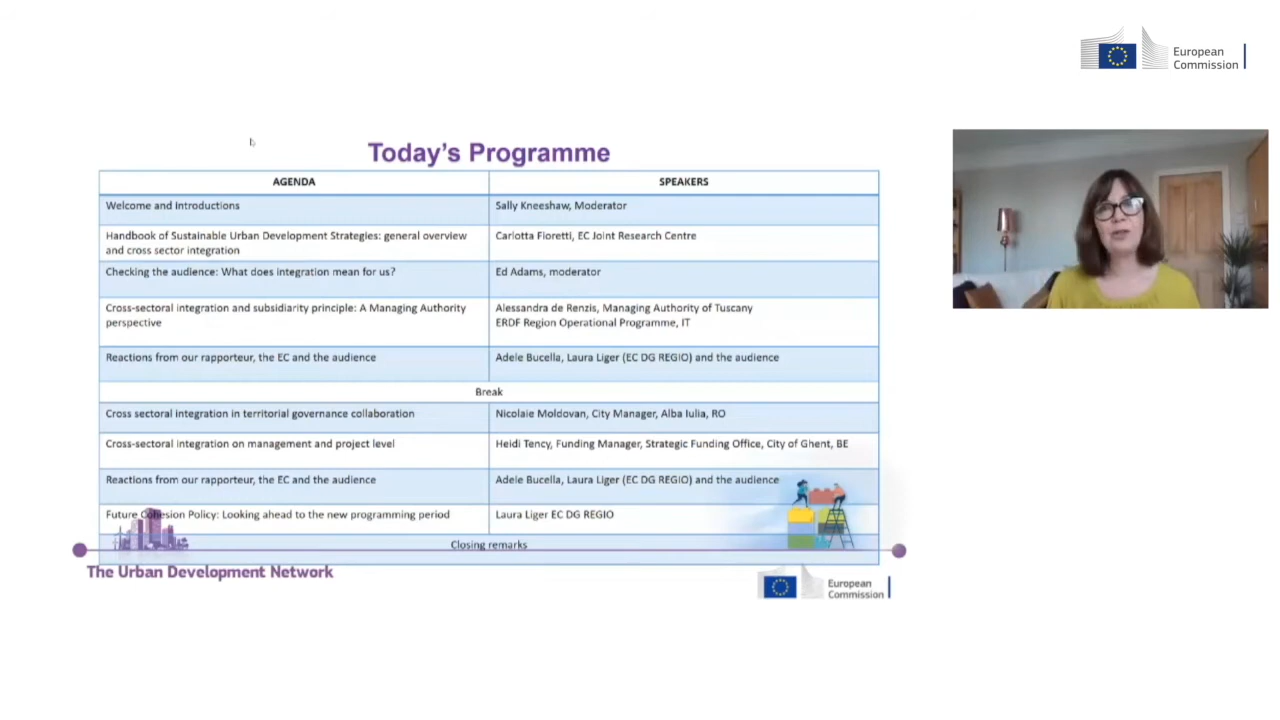 European
Commission
Today's Programme
AGENDA
SPEAKERS
Welcome and introductions
Sally Kneeshaw, Moderator
Handbook of Sustainable Urban Development Strategies: general overview
and cross sector integration
Carlotta Fioretti, EC Joint Research Centre
Checking the audience: What does integration mean for us?
Ed Adams, moderator
Cross-sectoral integration and subsidiarity principle: A Managing Authority
perspective
Alessandra de Renzis, Managing Authority of Tuscany
ERDF Region Operational Programme, IT
Reactions from our rapporteur, the EC and the audience
Adele Bucella, Laura Liger (EC DG REGIO) and the audience
Break
Cross sectoral integration in territorial governance collaboration
Nicolaie Moldovan, City Manager, Alba Iulia, RO
Cross-sectoral integration on management and project level
Heidi Tency, Funding Manager, Strategic Funding Office, City of Ghent, BE
Reactions from our rapporteur, the EC and the audience
Adele Bucella, Laura Liger (EC DG REGIO) and the audience
Future Cohesion Policy: Looking ahead to the new programming period
Laura Liger EC DG REGIO
Closing remarks
The Urban Development Network
European
Commission